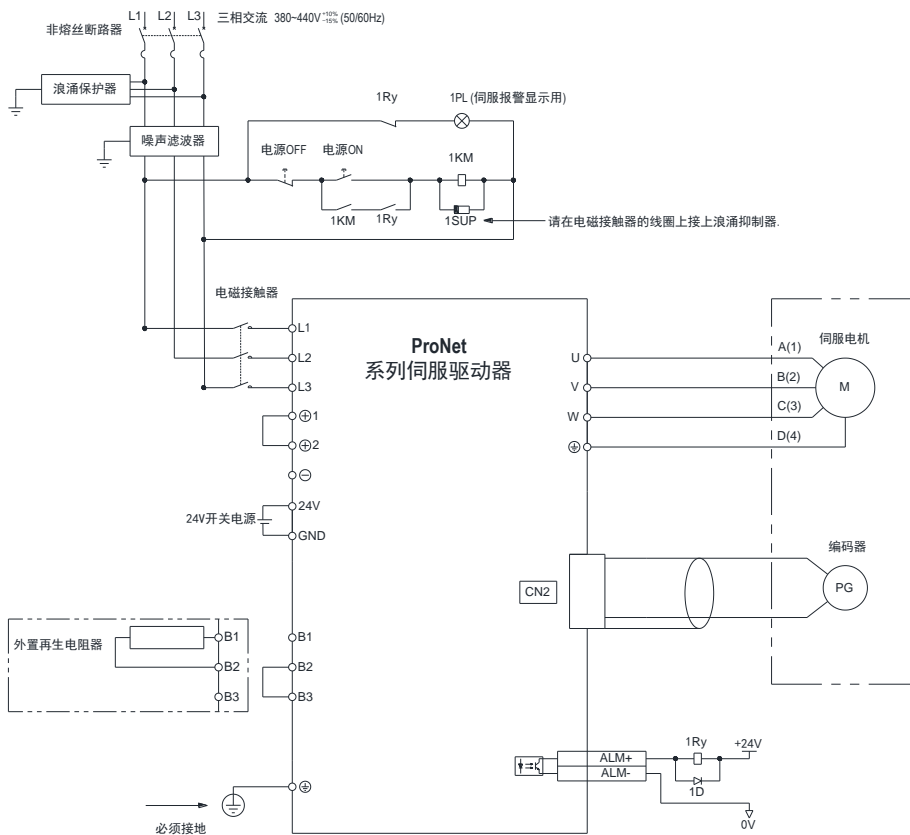 L1 L2 L3 三相交流 380~440V +10% -15% (50/60Hz)
非熔丝断路器
浪涌保护器
噪声滤波器
1Ry
1PL (伺服报警显示用)
电源OFF
电源ON
1KM
1KM
1Ry
1SUP
请在电磁接触器的线圈上接上浪涌抑制器.
电磁接触器
L1
L2
L3
1
2
24V
GND
24V开关电源
ProNet
系列伺服驱动器
U
V
W
A(1)
B(2)
C(3)
D(4)
伺服电机
M
编码器
PG
CN2
外置再生电阻器
B1
B2
B3
B1
B2
B3
ALM+
ALM-
1Ry
+24V
1D
0V
必须接地